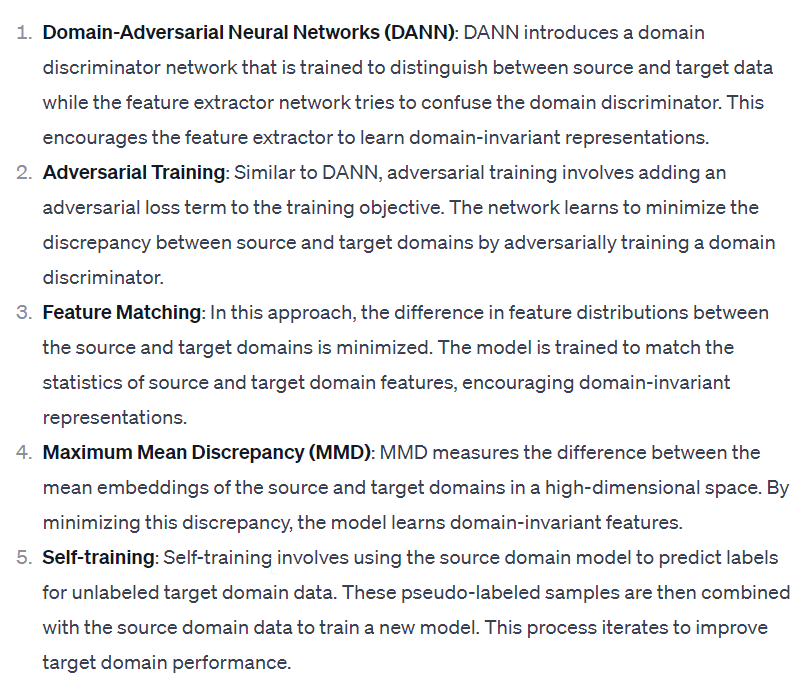 1. Domain-Adversarial Neural Networks (DANN): DANN introduces a domain
discriminator network that is trained to distinguish between source and target data
while the feature extractor network tries to confuse the domain discriminator. This
encourages the feature extractor to learn domain-invariant representations.
2. Adversarial Training: Similar to DANN, adversarial training involves adding an
adversarial loss term to the training objective. The network learns to minimize the
discrepancy between source and target domains by adversarially training a domain
discriminator.
3. Feature Matching: In this approach, the difference in feature distributions between
the source and target domains is minimized. The model is trained to match the
statistics of source and target domain features, encouraging domain-invariant
representations.
4. Maximum Mean Discrepancy (MMD): MMD measures the difference between the
mean embeddings of the source and target domains in a high-dimensional space. By
minimizing this discrepancy, the model learns domain-invariant features.
5. Self-training: Self-training involves using the source domain model to predict labels
for unlabeled target domain data. These pseudo-labeled samples are then combined
with the source domain data to train a new model. This process iterates to improve
target domain performance.